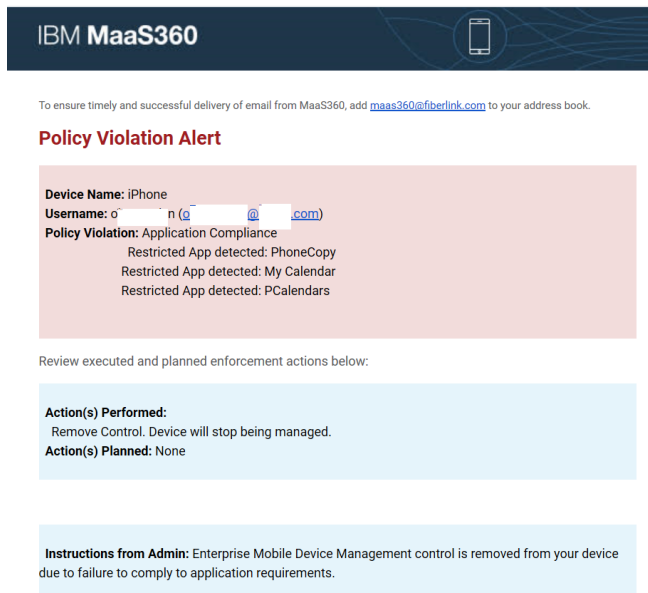 IBM MaaS360
To ensure timely and successful delivery of email from MaaS360, add maas360@fiberlink.com to your address book.
Policy Violation Alert
Device Name: iPhone
Username: o n (o @ .com)
Policy Violation: Application Compliance
Restricted App detected: PhoneCopy
Restricted App detected: My Calendar
Restricted App detected: PCalendars
Review executed and planned enforcement actions below:
Action(s) Performed:
Remove Control. Device will stop being managed.
Action(s) Planned: None
Instructions from Admin: Enterprise Mobile Device Management control is removed from your device
due to failure to comply to application requirements.